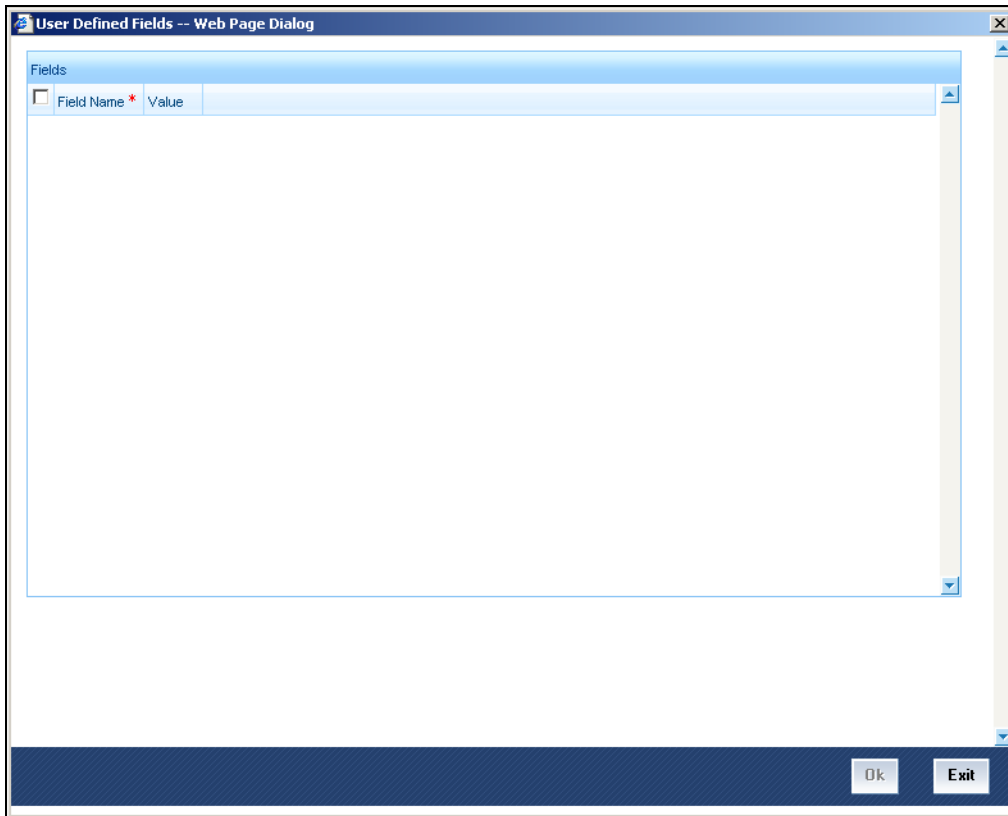 User Defined Fields -- Web Page Dialog
Fields
Field Name * Value
Ok Exit